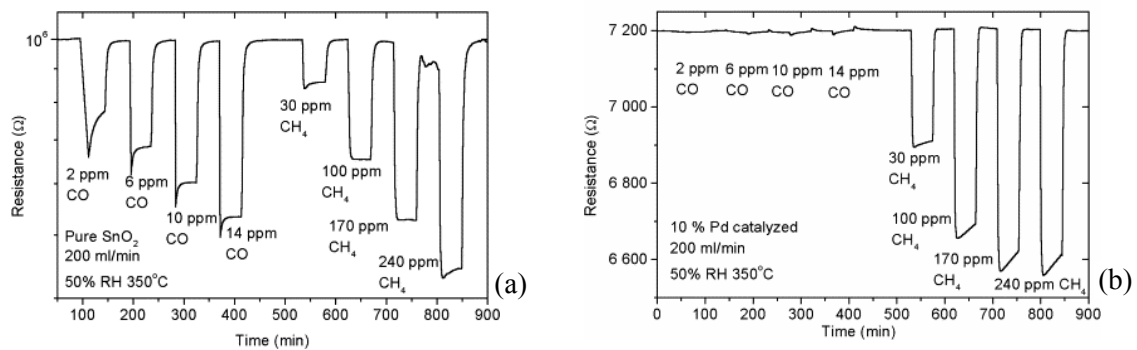 10⁶
Resistance (Ω)
2 ppm
CO
6 ppm
CO
10 ppm
CO
14 ppm
CO
30 ppm
CH₄
100 ppm
CH₄
170 ppm
CH₄
240 ppm
CH₄
Pure SnO₂
200 ml/min
50% RH 350°C
100 200 300 400 500 600 700 800 900
Time (min)
(a)
7 200
7 000
6 800
6 600
Resistance (Ω)
2 ppm 6 ppm 10 ppm 14 ppm
CO CO CO CO
30 ppm
CH₄
100 ppm
CH₄
170 ppm
CH₄
240 ppm CH₄
10 % Pd catalyzed
200 ml/min
50% RH 350°C
0 100 200 300 400 500 600 700 800 900
Time (min)
(b)